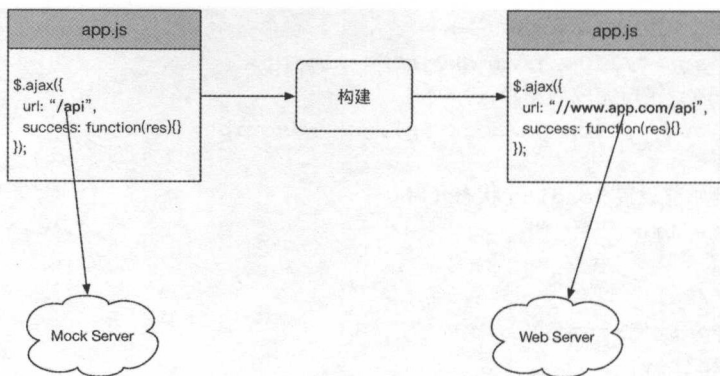 app.js
$.ajax({
url: “/api”,
success: function(res){}
});
构建
app.js
$.ajax({
url: “//www.app.com/api”,
success: function(res){}
});
Mock Server
Web Server